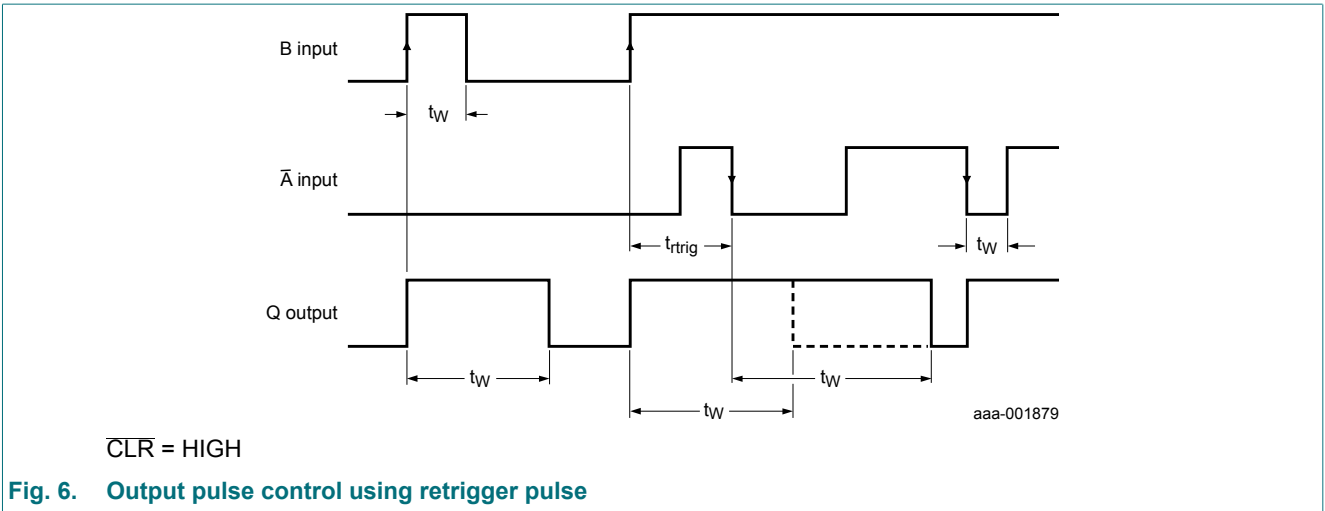 B input
tW
A̅ input
trtrig
tW
Q output
tW
tW
tW
aaa-001879
C̅L̅R̅ = HIGH
Fig. 6. Output pulse control using retrigger pulse